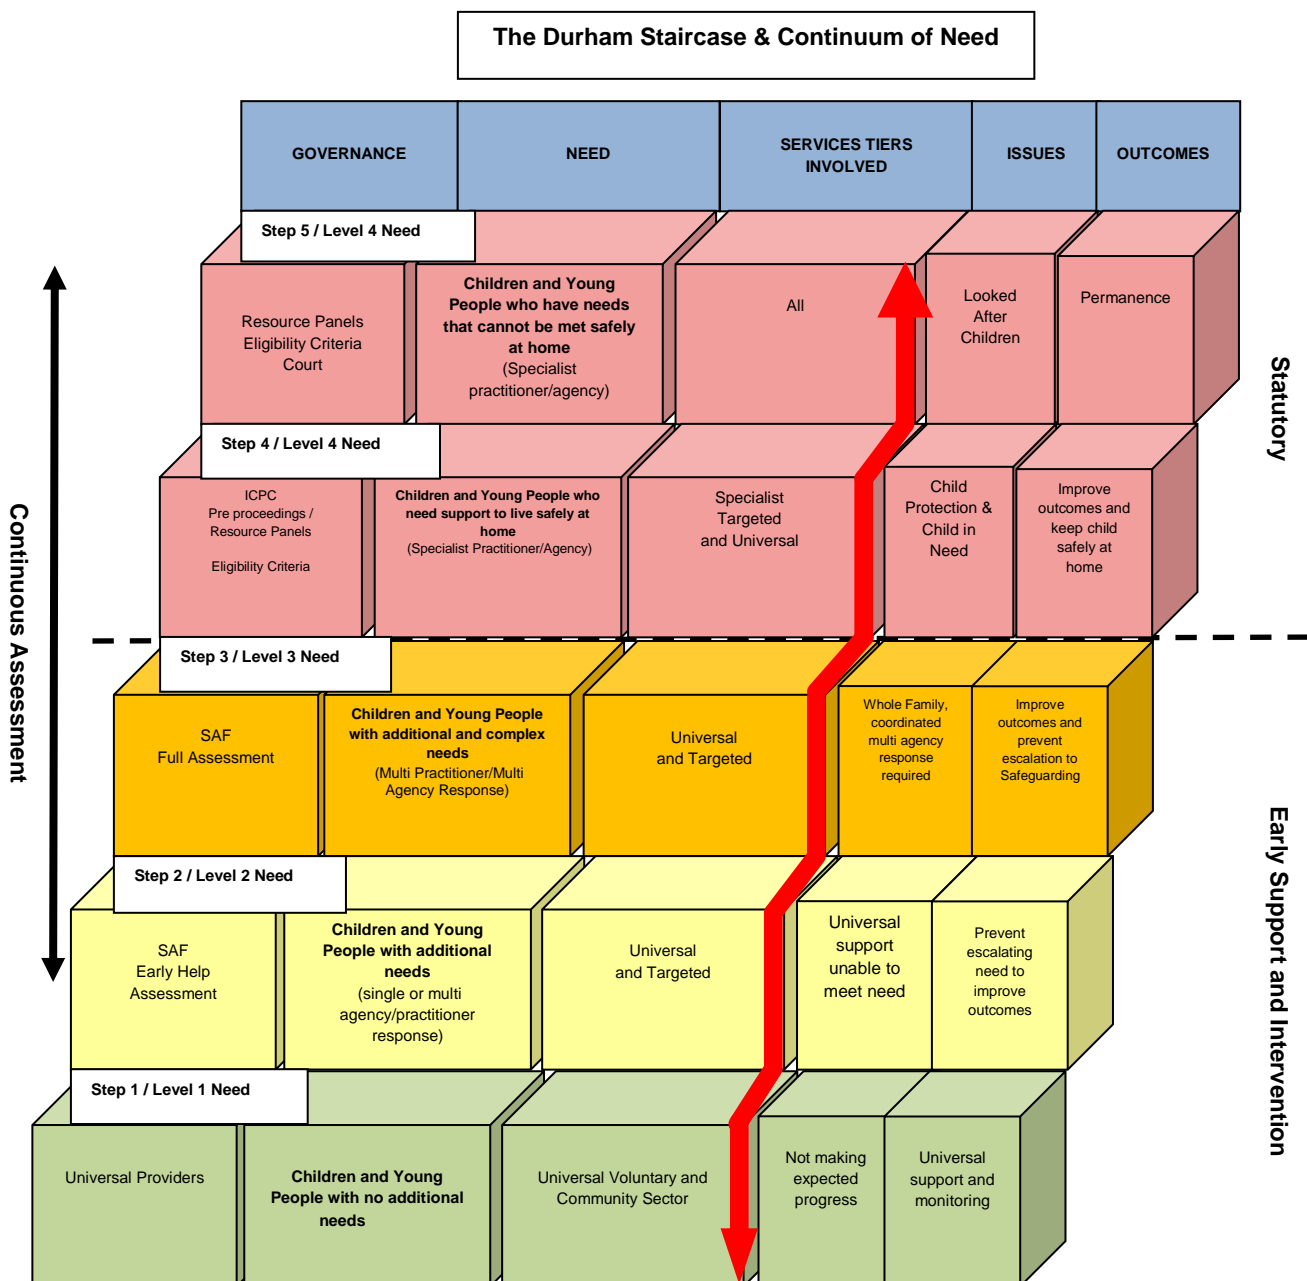 The Durham Staircase & Continuum of Need
GOVERNANCE
NEED
SERVICES TIERS
INVOLVED
ISSUES
OUTCOMES
Step 5 / Level 4 Need
Resource Panels
Eligibility Criteria
Court
Children and Young
People who have needs
that cannot be met safely
at home
(Specialist
practitioner/agency)
All
Looked
After
Children
Permanence
Step 4 / Level 4 Need
ICPC
Pre proceedings /
Resource Panels
Eligibility Criteria
Children and Young People who
need support to live safely at
home
(Specialist Practitioner/Agency)
Specialist
Targeted
and Universal
Child
Protection &
Child in
Need
Improve
outcomes and
keep child
safely at
home
Step 3 / Level 3 Need
SAF
Full Assessment
Children and Young People
with additional and complex
needs
(Multi Practitioner/Multi
Agency Response)
Universal
and Targeted
Whole Family,
coordinated
multi agency
response
required
Improve
outcomes and
prevent
escalation to
Safeguarding
Step 2 / Level 2 Need
SAF
Early Help
Assessment
Children and Young
People with additional
needs
(single or multi
agency/practitioner
response)
Universal
and Targeted
Universal
support
unable to
meet need
Prevent
escalating
need to
improve
outcomes
Step 1 / Level 1 Need
Universal Providers
Children and Young
People with no additional
needs
Universal Voluntary and
Community Sector
Not making
expected
progress
Universal
support and
monitoring
Continuous Assessment
Statutory
Early Support and Intervention